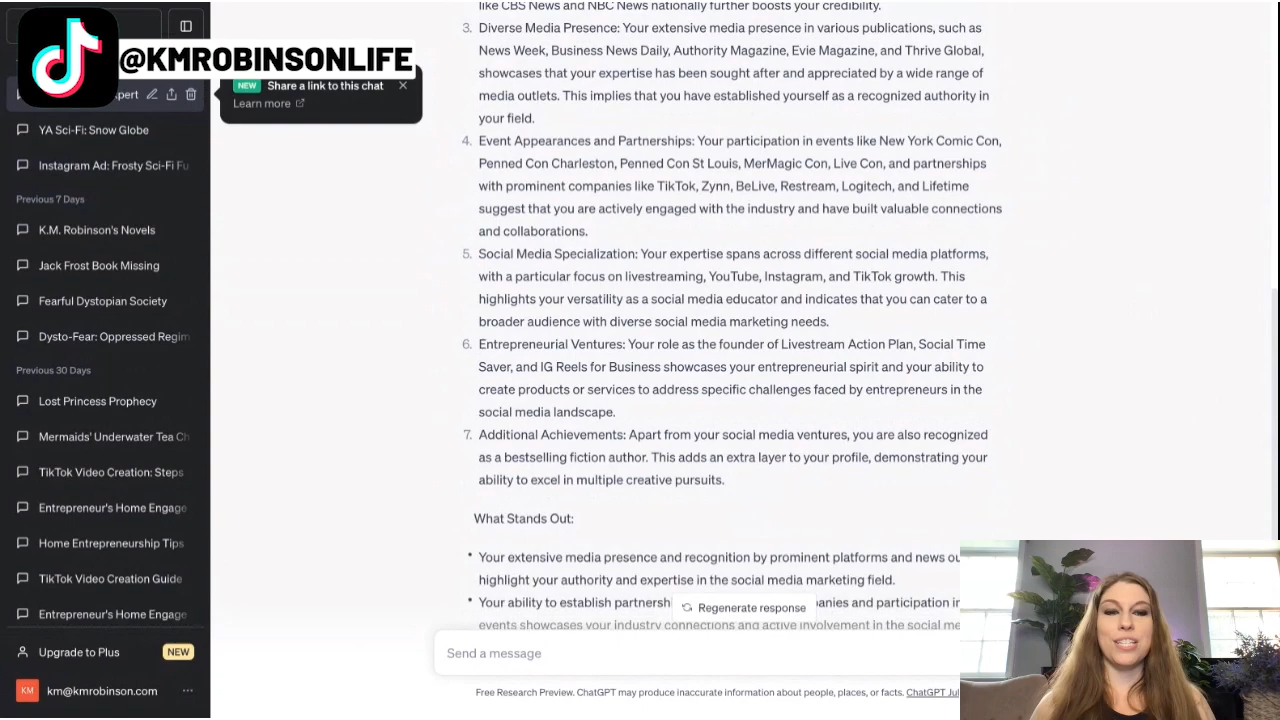 @KMROBINSONLIFE
pert
NEW Share a link to this chat
Learn more
YA Sci-Fi: Snow Globe
Instagram Ad: Frosty Sci-Fi Fu
Previous 7 Days
K.M. Robinson's Novels
Jack Frost Book Missing
Fearful Dystopian Society
Dysto-Fear: Oppressed Regim
Previous 30 Days
Lost Princess Prophecy
Mermaids' Underwater Tea Ch
TikTok Video Creation: Steps
Entrepreneur's Home Engage
Home Entrepreneurship Tips
TikTok Video Creation Guide
Entrepreneur's Home Engage
Upgrade to Plus NEW
KM km@kmrobinson.com
like CBS News and NBC News nationally further boosts your credibility.
3. Diverse Media Presence: Your extensive media presence in various publications, such as
News Week, Business News Daily, Authority Magazine, Evie Magazine, and Thrive Global,
showcases that your expertise has been sought after and appreciated by a wide range of
media outlets. This implies that you have established yourself as a recognized authority in
your field.
4. Event Appearances and Partnerships: Your participation in events like New York Comic Con,
Penned Con Charleston, Penned Con St Louis, MerMagic Con, Live Con, and partnerships
with prominent companies like TikTok, Zynn, BeLive, Restream, Logitech, and Lifetime
suggest that you are actively engaged with the industry and have built valuable connections
and collaborations.
5. Social Media Specialization: Your expertise spans across different social media platforms,
with a particular focus on livestreaming, YouTube, Instagram, and TikTok growth. This
highlights your versatility as a social media educator and indicates that you can cater to a
broader audience with diverse social media marketing needs.
6. Entrepreneurial Ventures: Your role as the founder of Livestream Action Plan, Social Time
Saver, and IG Reels for Business showcases your entrepreneurial spirit and your ability to
create products or services to address specific challenges faced by entrepreneurs in the
social media landscape.
7. Additional Achievements: Apart from your social media ventures, you are also recognized
as a bestselling fiction author. This adds an extra layer to your profile, demonstrating your
ability to excel in multiple creative pursuits.
What Stands Out:
• Your extensive media presence and recognition by prominent platforms and news ou
highlight your authority and expertise in the social media marketing field.
• Your ability to establish partnersh anies and participation in
Regenerate response
events showcases your industry connections and active involvement in the social me
Send a message
Free Research Preview. ChatGPT may produce inaccurate information about people, places, or facts. ChatGPT Jul